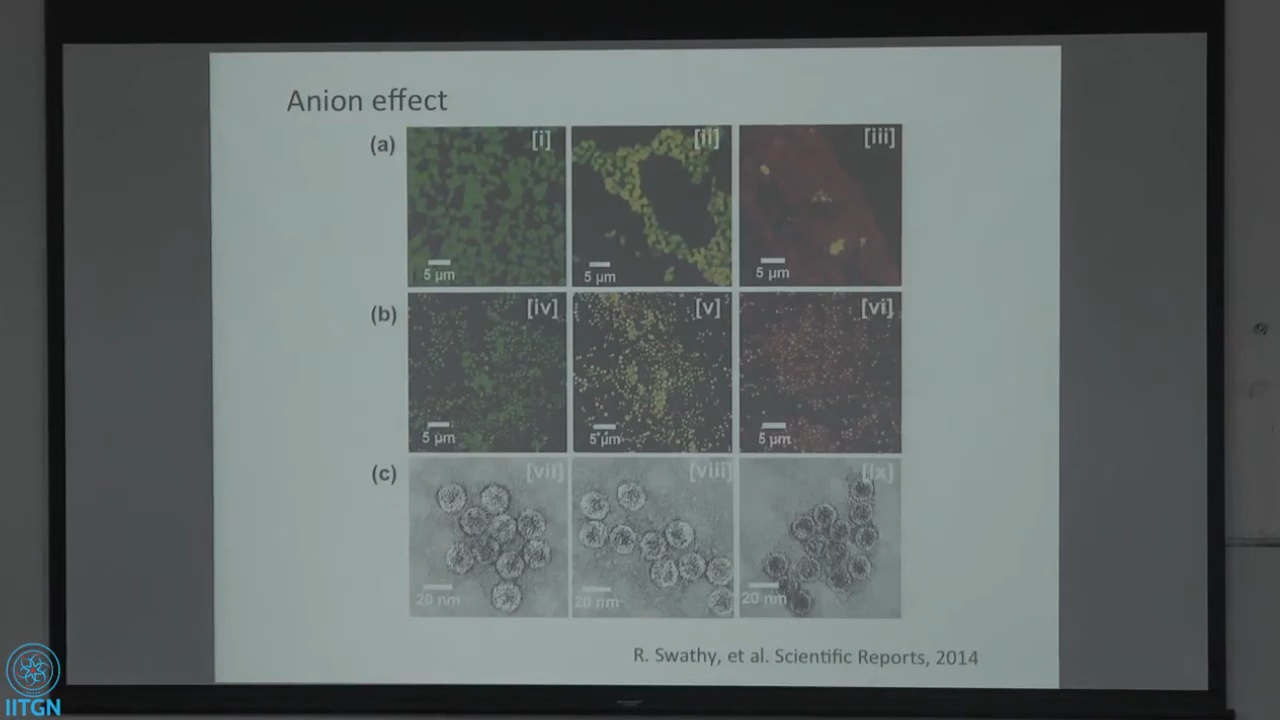 Anion effect
(a)
[i]
[ii]
[iii]
5 µm
5 µm
5 µm
(b)
[iv]
[v]
[vi]
5 µm
5 µm
5 µm
(c)
[vii]
[viii]
[ix]
20 nm
20 nm
20 nm
R. Swathy, et al. Scientific Reports, 2014
IITGN